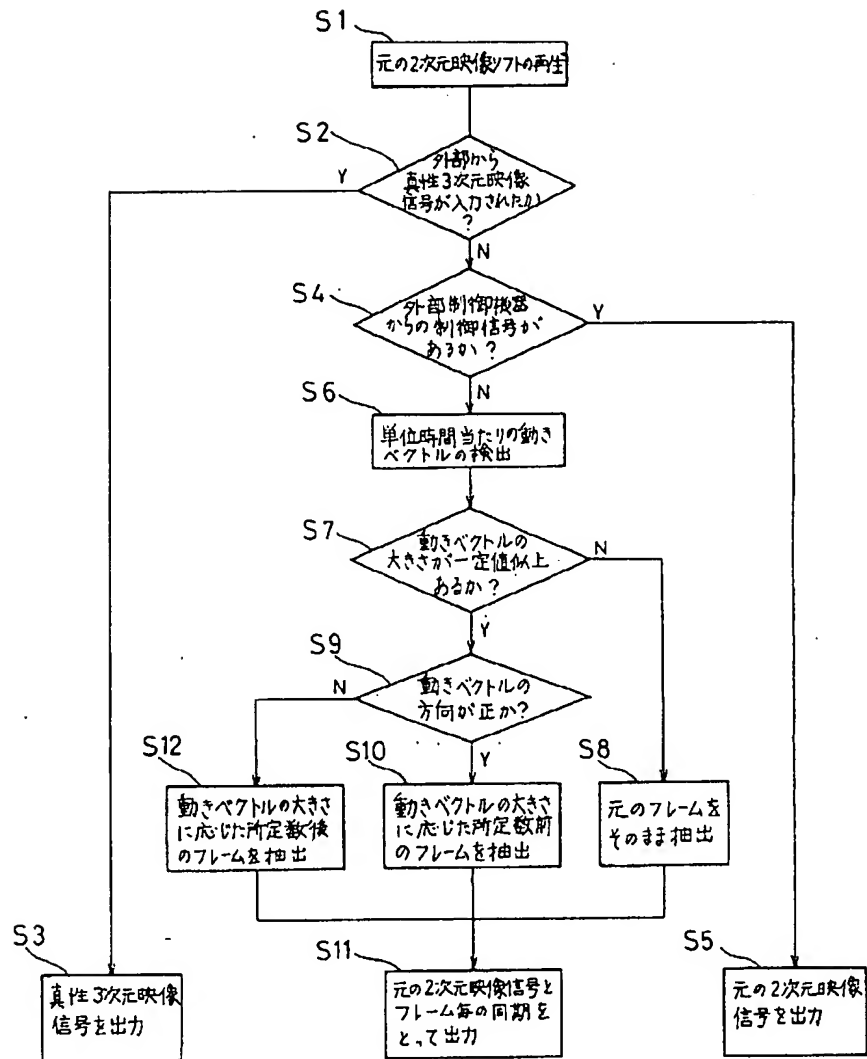 S1
元の2次元映像ソフトの再生
S2
外部から
真性3次元映像
信号が入力されたか
?
Y
N
S4
外部制御機器
からの制御信号が
あるか?
Y
N
S6
単位時間当たりの動き
ベクトルの検出
S7
動きベクトルの
大きさが一定値似上
あるか?
N
Y
S9
動きベクトルの
方向が正か?
N
Y
S12
動きベクトルの大きさ
に応じた所定数後
のフレームを抽出
S10
動きベクトルの大きさ
に応じた所定数前
のフレームを抽出
S8
元のフレームを
そのまま抽出
S3
真性3次元映像
信号を出力
S11
元の2次元映像信号と
フレーム毎の同期を
とって出力
S5
元の2次元映像
信号を出力